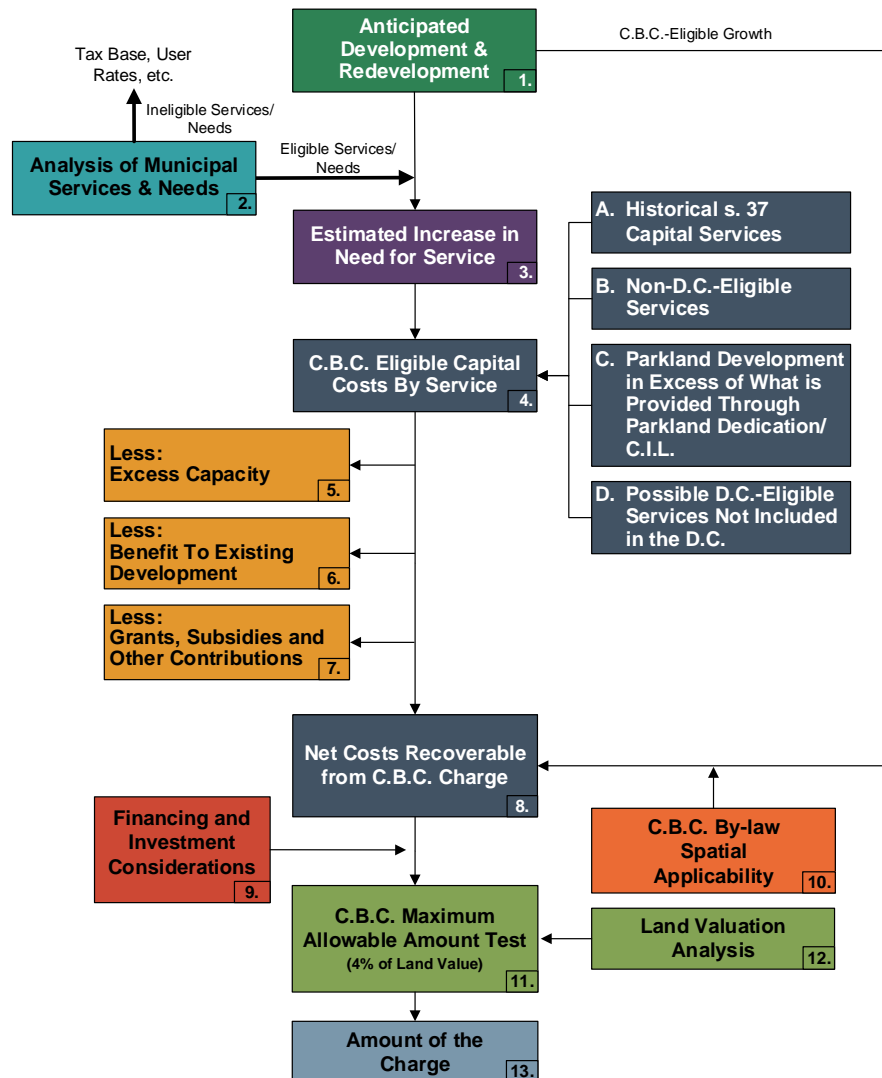 Anticipated
Development &
Redevelopment
1.
C.B.C.-Eligible Growth
Tax Base, User
Rates, etc.
Ineligible Services/
Needs
Analysis of Municipal
Services & Needs
2.
Eligible Services/
Needs
Estimated Increase in
Need for Service
3.
A. Historical s. 37
Capital Services
B. Non-D.C.-Eligible
Services
C. Parkland Development
in Excess of What is
Provided Through
Parkland Dedication/
C.I.L.
D. Possible D.C.-Eligible
Services Not Included
in the D.C.
C.B.C. Eligible Capital
Costs By Service
4.
Less:
Excess Capacity
5.
Less:
Benefit To Existing
Development
6.
Less:
Grants, Subsidies and
Other Contributions
7.
Net Costs Recoverable
from C.B.C. Charge
8.
Financing and
Investment
Considerations
9.
C.B.C. By-law
Spatial
Applicability
10.
C.B.C. Maximum
Allowable Amount Test
(4% of Land Value)
11.
Land Valuation
Analysis
12.
Amount of the
Charge
13.